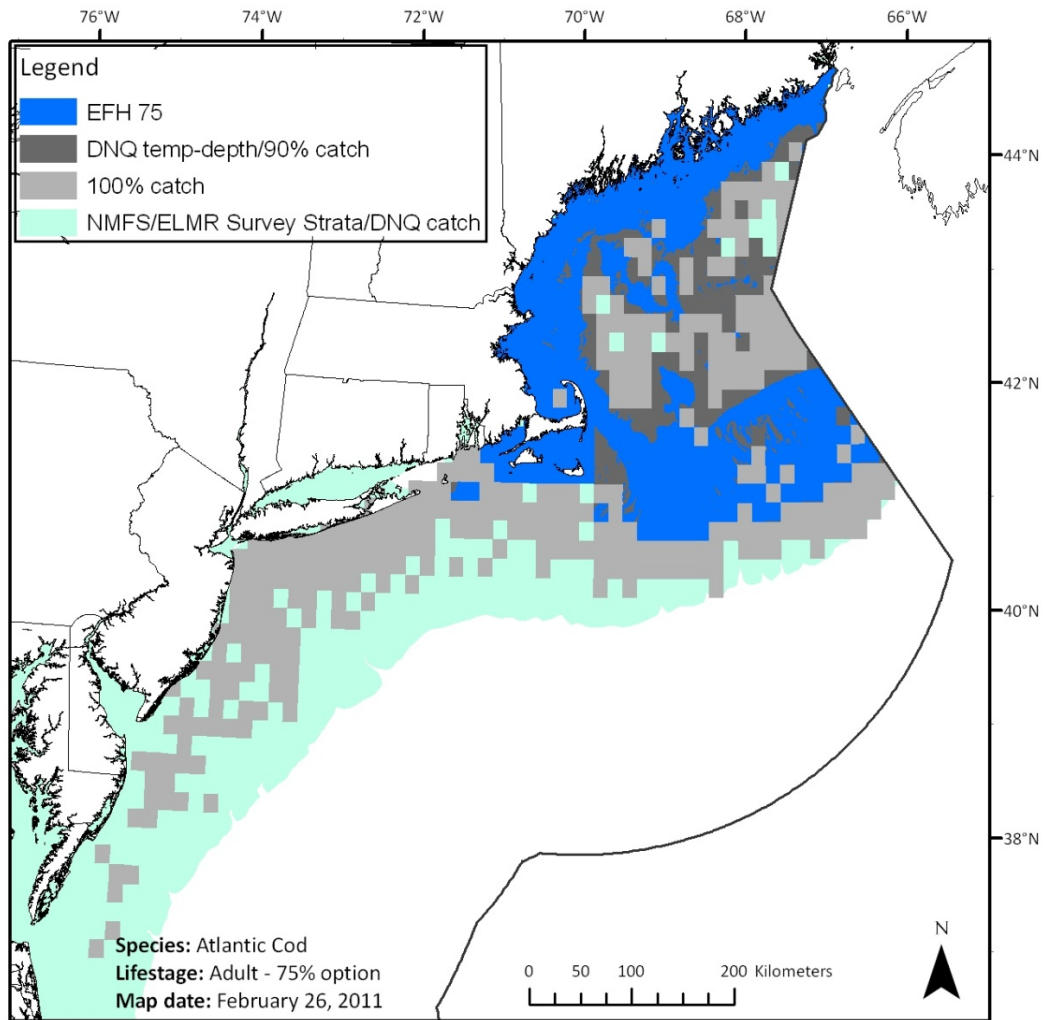 76°W 74°W 72°W 70°W 68°W 66°W
Legend
EFH 75
DNQ temp-depth/90% catch
100% catch
NMFS/ELMR Survey Strata/DNQ catch
44°N
42°N
40°N
38°N
Species: Atlantic Cod
Lifestage: Adult - 75% option
Map date: February 26, 2011
0 50 100 200 Kilometers
N